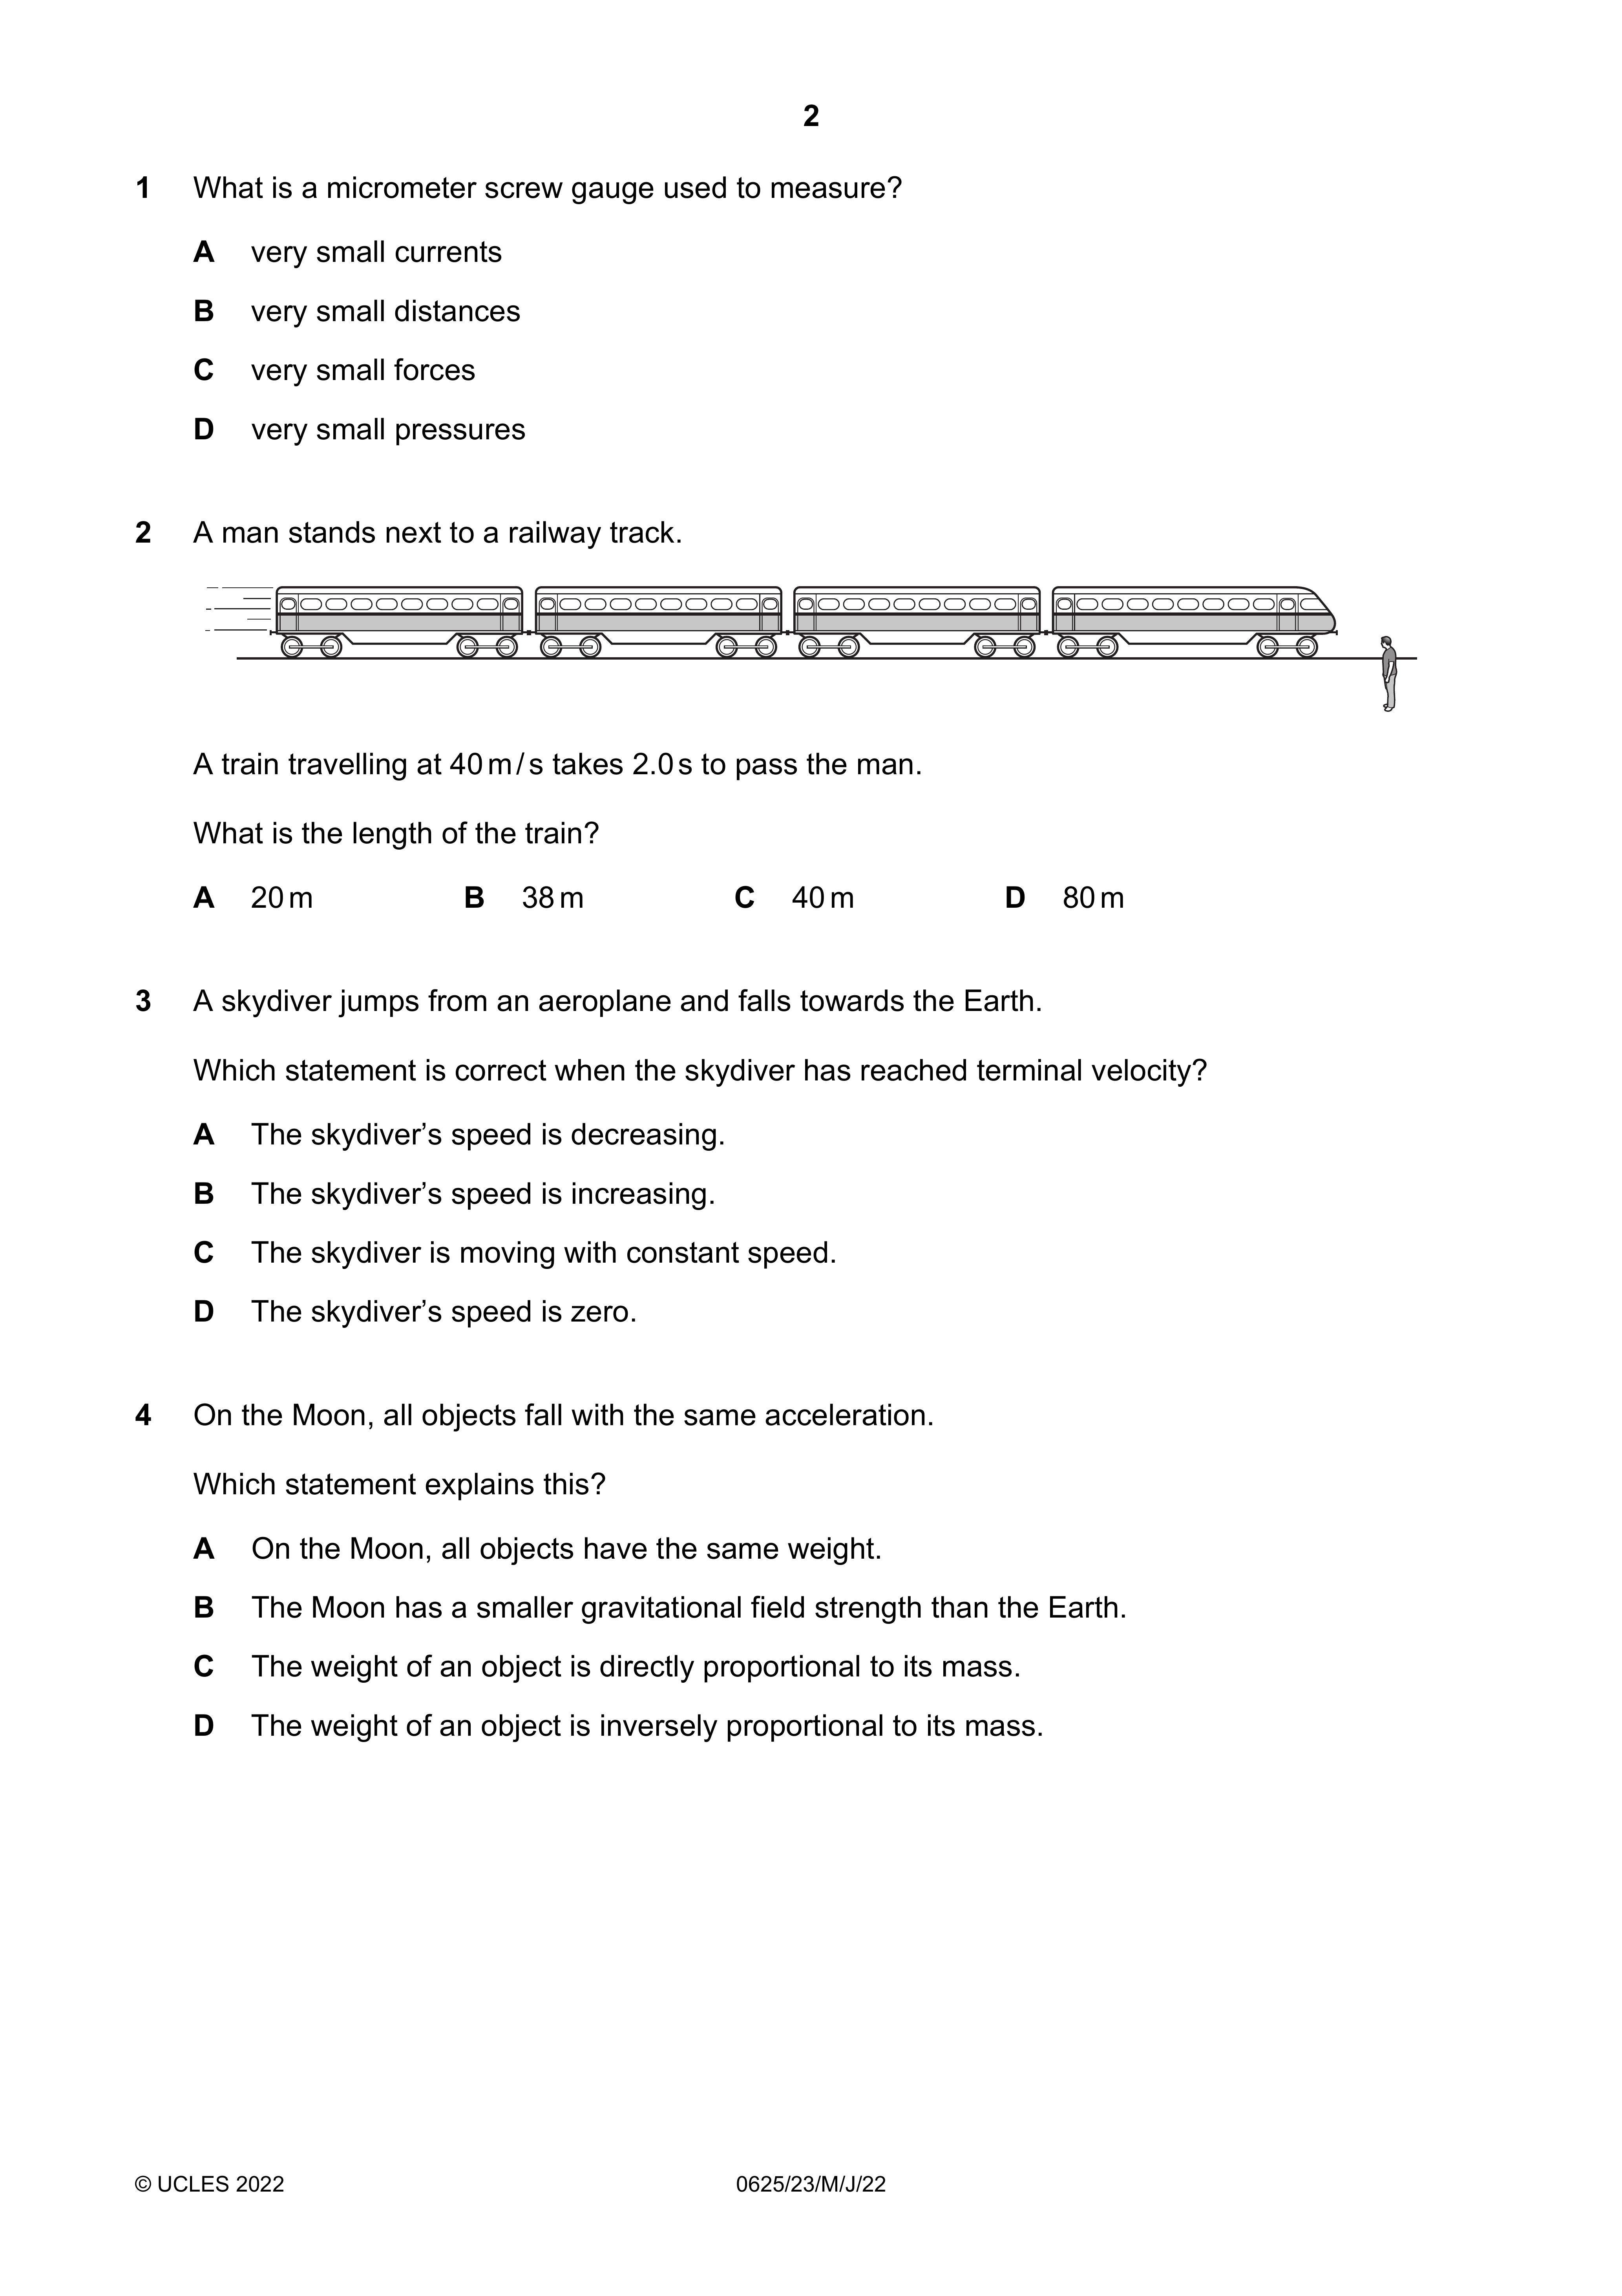 2
1 What is a micrometer screw gauge used to measure?
A very small currents
B very small distances
C very small forces
D very small pressures
2 A man stands next to a railway track.
A train travelling at 40 m / s takes 2.0 s to pass the man.
What is the length of the train?
A 20 m B 38 m C 40 m D 80 m
3 A skydiver jumps from an aeroplane and falls towards the Earth.
Which statement is correct when the skydiver has reached terminal velocity?
A The skydiver’s speed is decreasing.
B The skydiver’s speed is increasing.
C The skydiver is moving with constant speed.
D The skydiver’s speed is zero.
4 On the Moon, all objects fall with the same acceleration.
Which statement explains this?
A On the Moon, all objects have the same weight.
B The Moon has a smaller gravitational field strength than the Earth.
C The weight of an object is directly proportional to its mass.
D The weight of an object is inversely proportional to its mass.
© UCLES 2022 0625/23/M/J/22